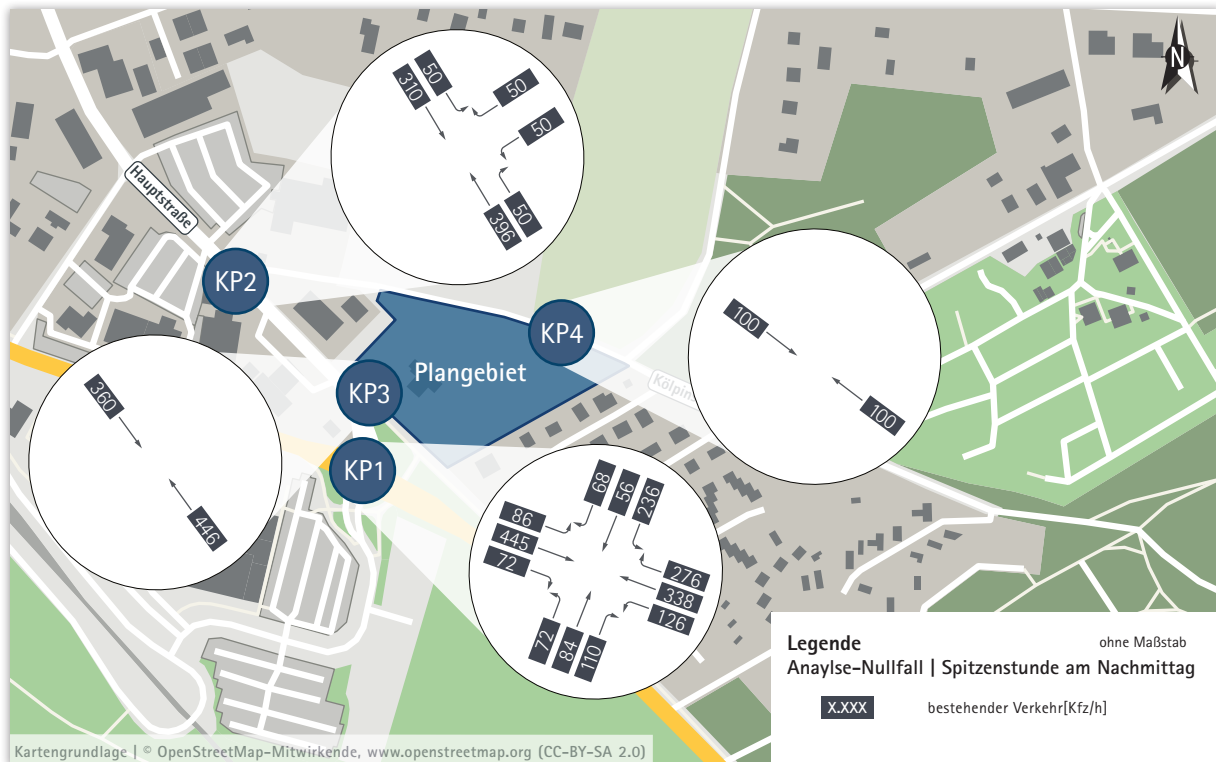 N
50
310
50
50
396
50
Hauptstraße
KP2
KP4
100
100
Kölpin
Plangebiet
KP3
KP1
360
446
68
56
236
86
445
72
276
338
126
72
84
110
Legende
ohne Maßstab
Anaylse-Nullfall | Spitzenstunde am Nachmittag
X.XXX
bestehender Verkehr[Kfz/h]
Kartengrundlage | © OpenStreetMap-Mitwirkende, www.openstreetmap.org (CC-BY-SA 2.0)